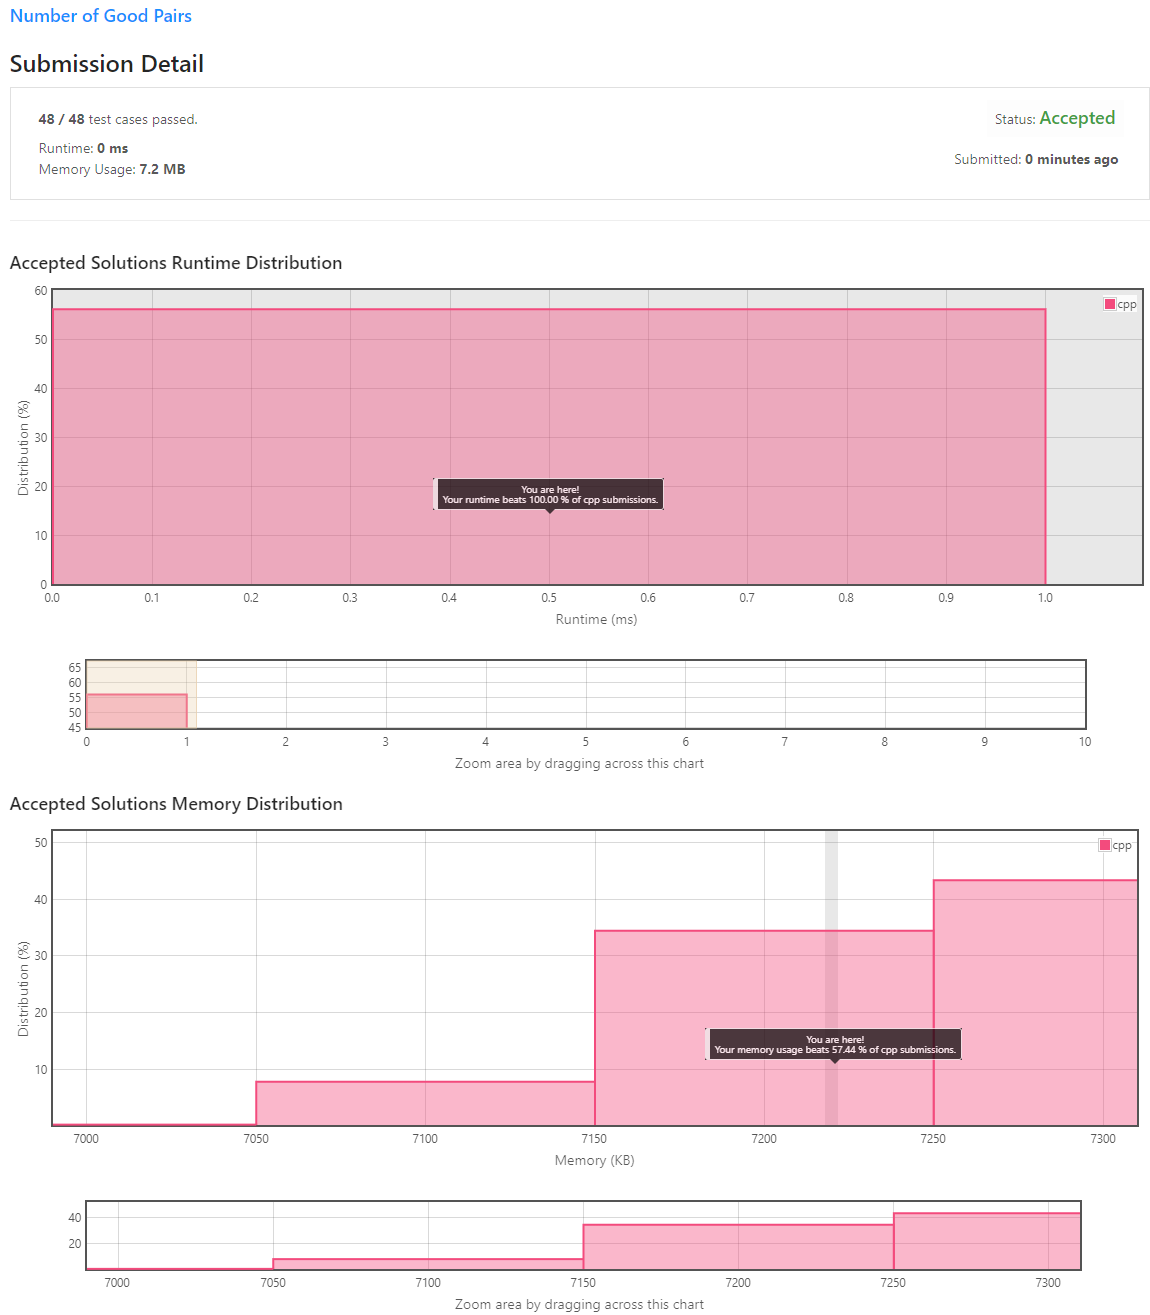 Number of Good Pairs
Submission Detail
48 / 48 test cases passed.
Status: Accepted
Runtime: 0 ms
Submitted: 0 minutes ago
Memory Usage: 7.2 MB
Accepted Solutions Runtime Distribution
60
50
40
30
20
10
0
Distribution (%)
cpp
You are here!
Your runtime beats 100.00 % of cpp submissions.
0.0 0.1 0.2 0.3 0.4 0.5 0.6 0.7 0.8 0.9 1.0
Runtime (ms)
65
60
55
50
45
0 1 2 3 4 5 6 7 8 9 10
Zoom area by dragging across this chart
Accepted Solutions Memory Distribution
50
40
30
20
10
Distribution (%)
cpp
You are here!
Your memory usage beats 57.44 % of cpp submissions.
7000 7050 7100 7150 7200 7250 7300
Memory (KB)
40
20
7000 7050 7100 7150 7200 7250 7300
Zoom area by dragging across this chart